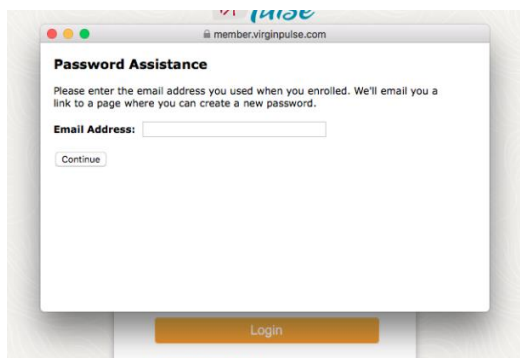 pulse
member.virginpulse.com
Password Assistance
Please enter the email address you used when you enrolled. We'll email you a
link to a page where you can create a new password.
Email Address:
Continue
Login